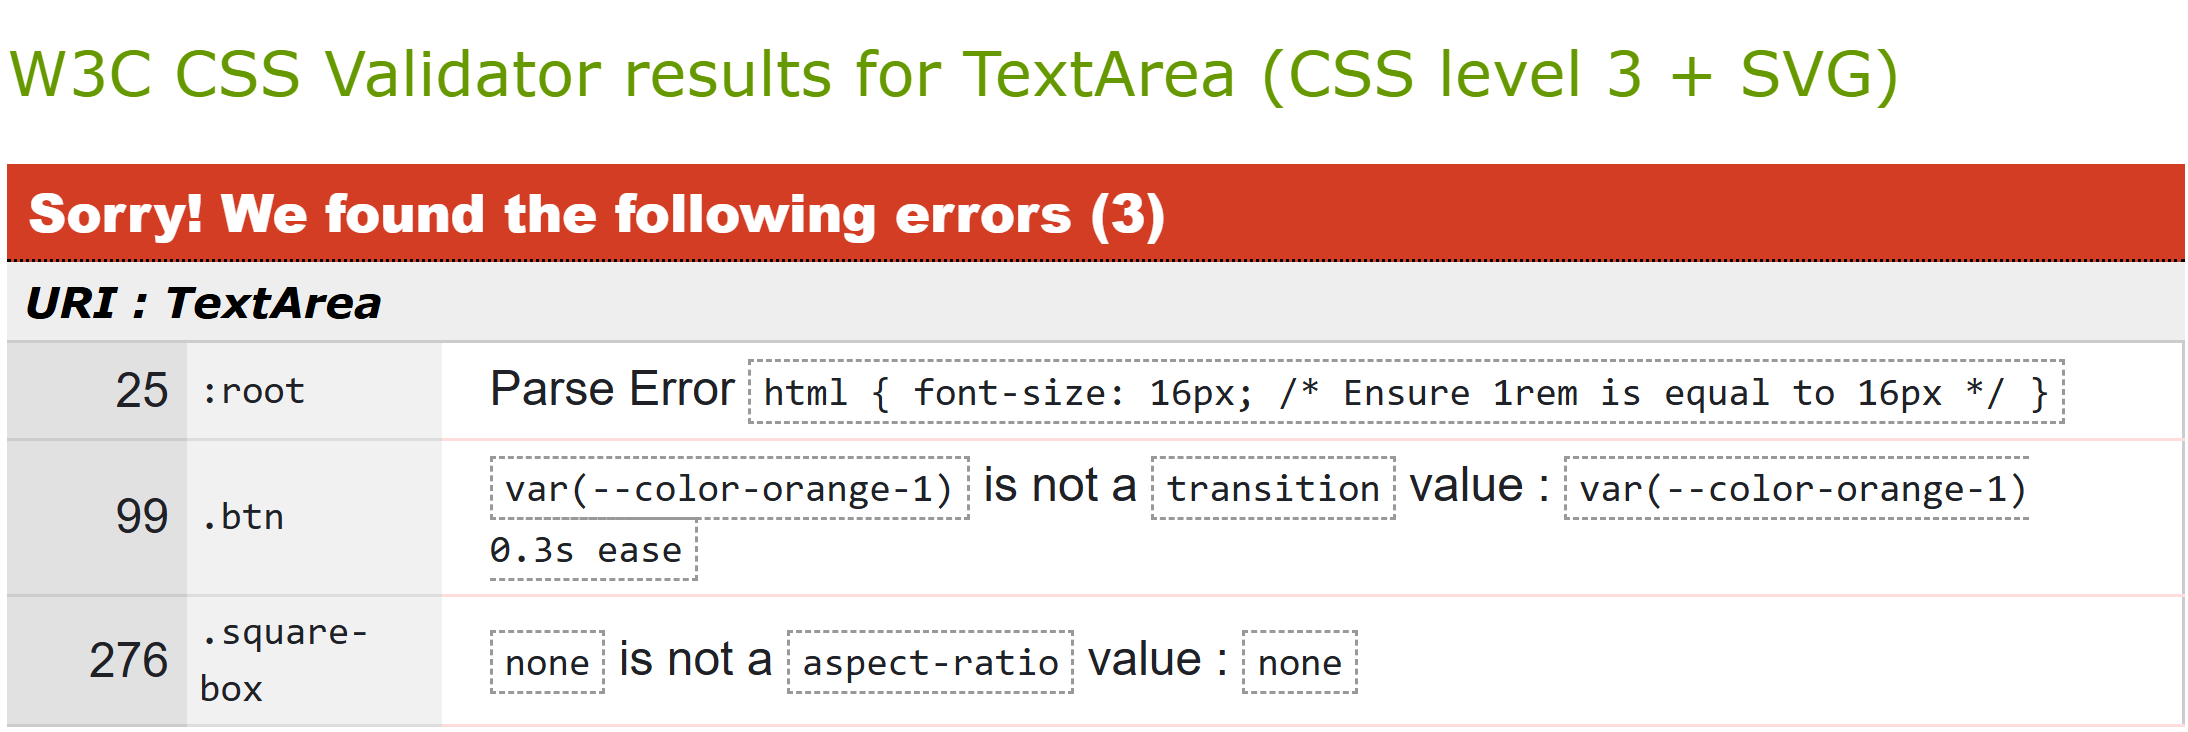 W3C CSS Validator results for TextArea (CSS level 3 + SVG)
Sorry! We found the following errors (3)
URI : TextArea
25 :root Parse Error html { font-size: 16px; /* Ensure 1rem is equal to 16px */ }
99 .btn var(--color-orange-1) is not a transition value : var(--color-orange-1)
0.3s ease
276 .square-
box
none is not a aspect-ratio value : none